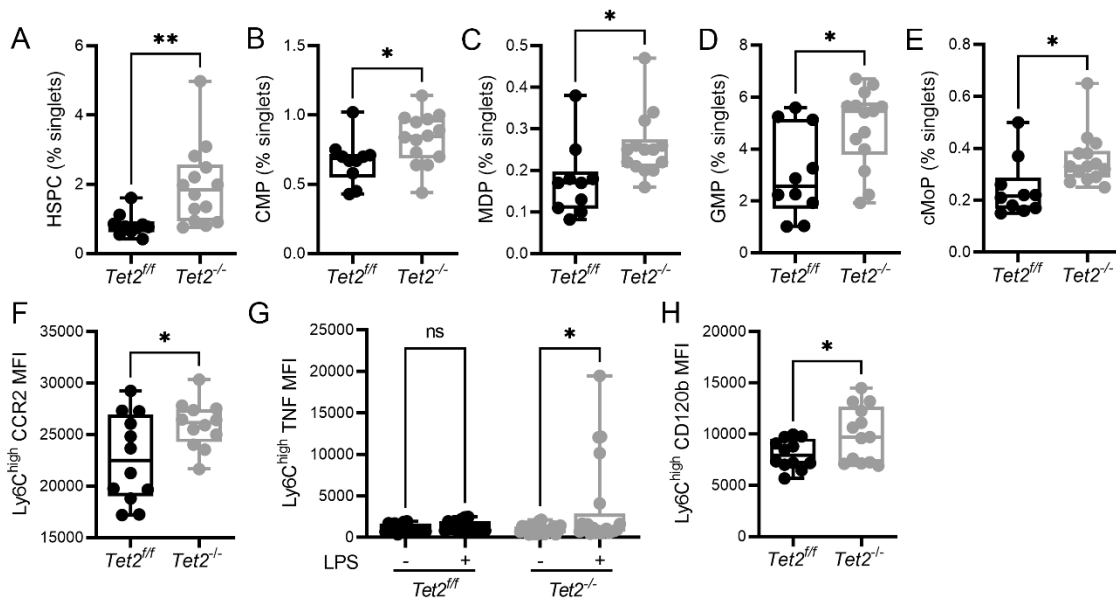 A
HSPC (% singlets)
6
4
2
0
**
Tet2f/f
Tet2-/-
B
CMP (% singlets)
1.5
1.0
0.5
0.0
*
Tet2f/f
Tet2-/-
C
MDP (% singlets)
0.5
0.4
0.3
0.2
0.1
0.0
*
Tet2f/f
Tet2-/-
D
GMP (% singlets)
8
6
4
2
0
*
Tet2f/f
Tet2-/-
E
cMoP (% singlets)
0.8
0.6
0.4
0.2
0.0
*
Tet2f/f
Tet2-/-
F
Ly6Chigh CCR2 MFI
35000
30000
25000
20000
15000
*
Tet2f/f
Tet2-/-
G
Ly6Chigh TNF MFI
25000
20000
15000
10000
5000
0
ns
*
LPS - + - +
Tet2f/f
Tet2-/-
H
Ly6Chigh CD120b MFI
20000
15000
10000
5000
0
*
Tet2f/f
Tet2-/-